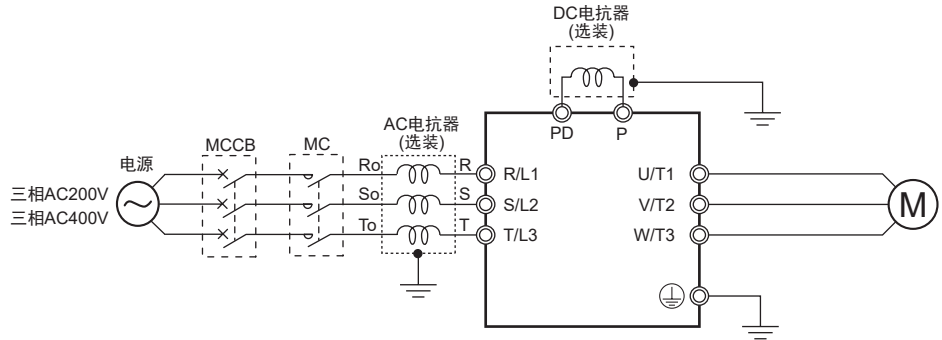 DC电抗器
(选装)
PD
P
AC电抗器
(选装)
MCCB
MC
电源
三相AC200V
三相AC400V
Ro
R
R/L1
U/T1
So
S
S/L2
V/T2
M
To
T
T/L3
W/T3